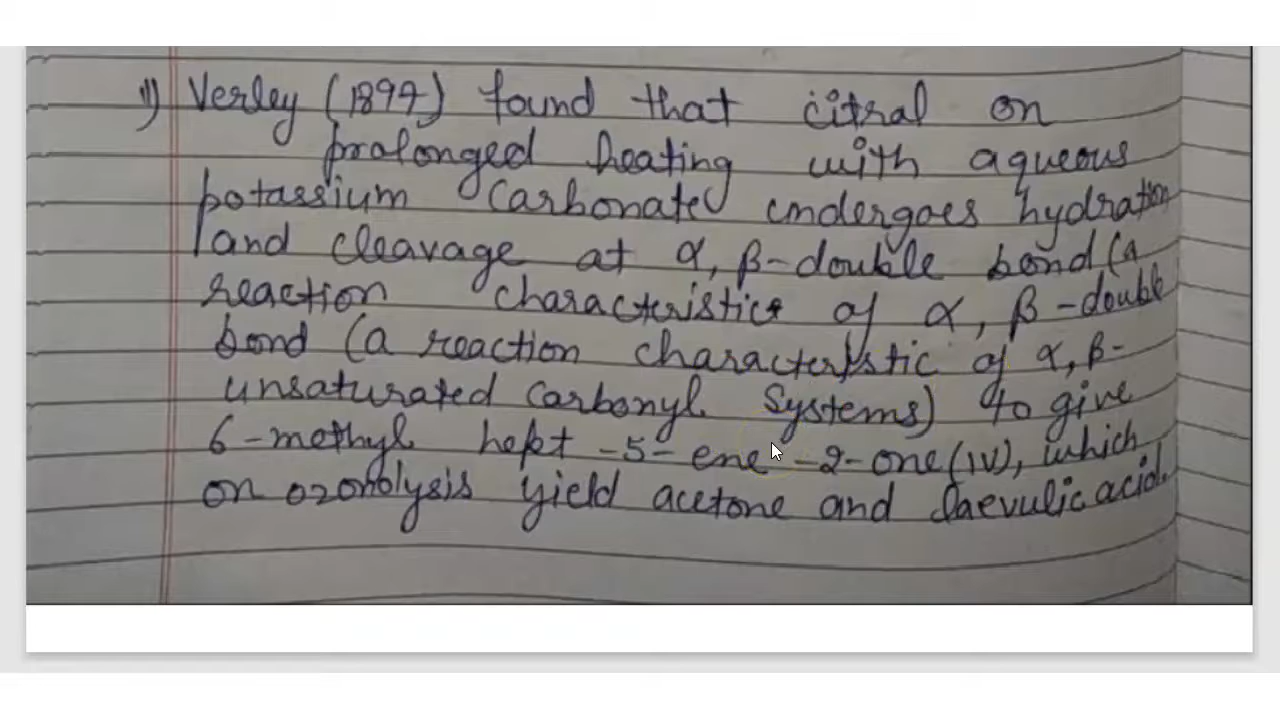 ii) Verley (1897) found that citral on
prolonged heating with aqueous
potassium carbonate undergoes hydration
and cleavage at α, β-double bond (a
reaction characteristics of α, β-double
bond (a reaction characteristic of α, β-
unsaturated carbonyl systems) to give
6-methyl hept-5-ene-2-one (IV), which
on ozonolysis yield acetone and laevulic acid.